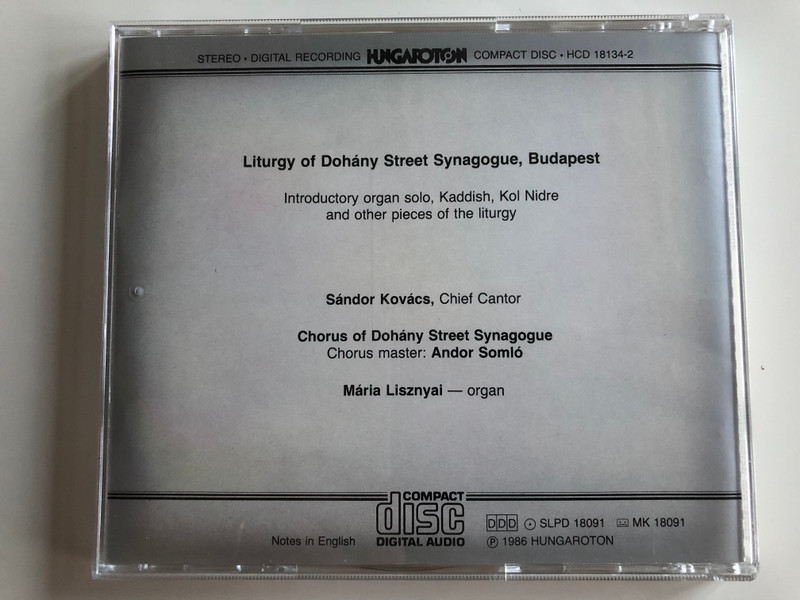 STEREO • DIGITAL RECORDING HUNGAROTON COMPACT DISC • HCD 18134-2
Liturgy of Dohány Street Synagogue, Budapest
Introductory organ solo, Kaddish, Kol Nidre
and other pieces of the liturgy
Sándor Kovács, Chief Cantor
Chorus of Dohány Street Synagogue
Chorus master: Andor Somló
Mária Lisznyai — organ
COMPACT
disc
DIGITAL AUDIO
Notes in English
DDD SLPD 18091 MK 18091
℗ 1986 HUNGAROTON